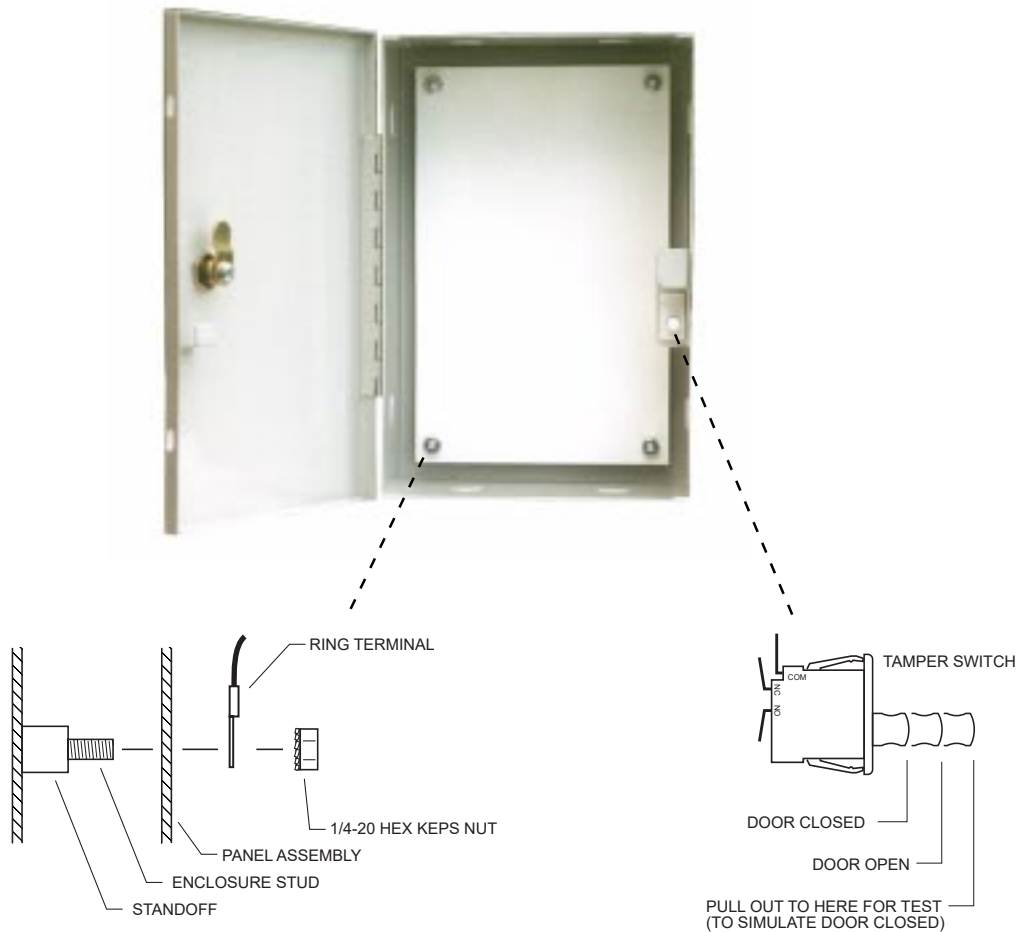 RING TERMINAL
1/4-20 HEX KEPS NUT
PANEL ASSEMBLY
ENCLOSURE STUD
STANDOFF
COM
NC
NO
TAMPER SWITCH
DOOR CLOSED
DOOR OPEN
PULL OUT TO HERE FOR TEST
(TO SIMULATE DOOR CLOSED)